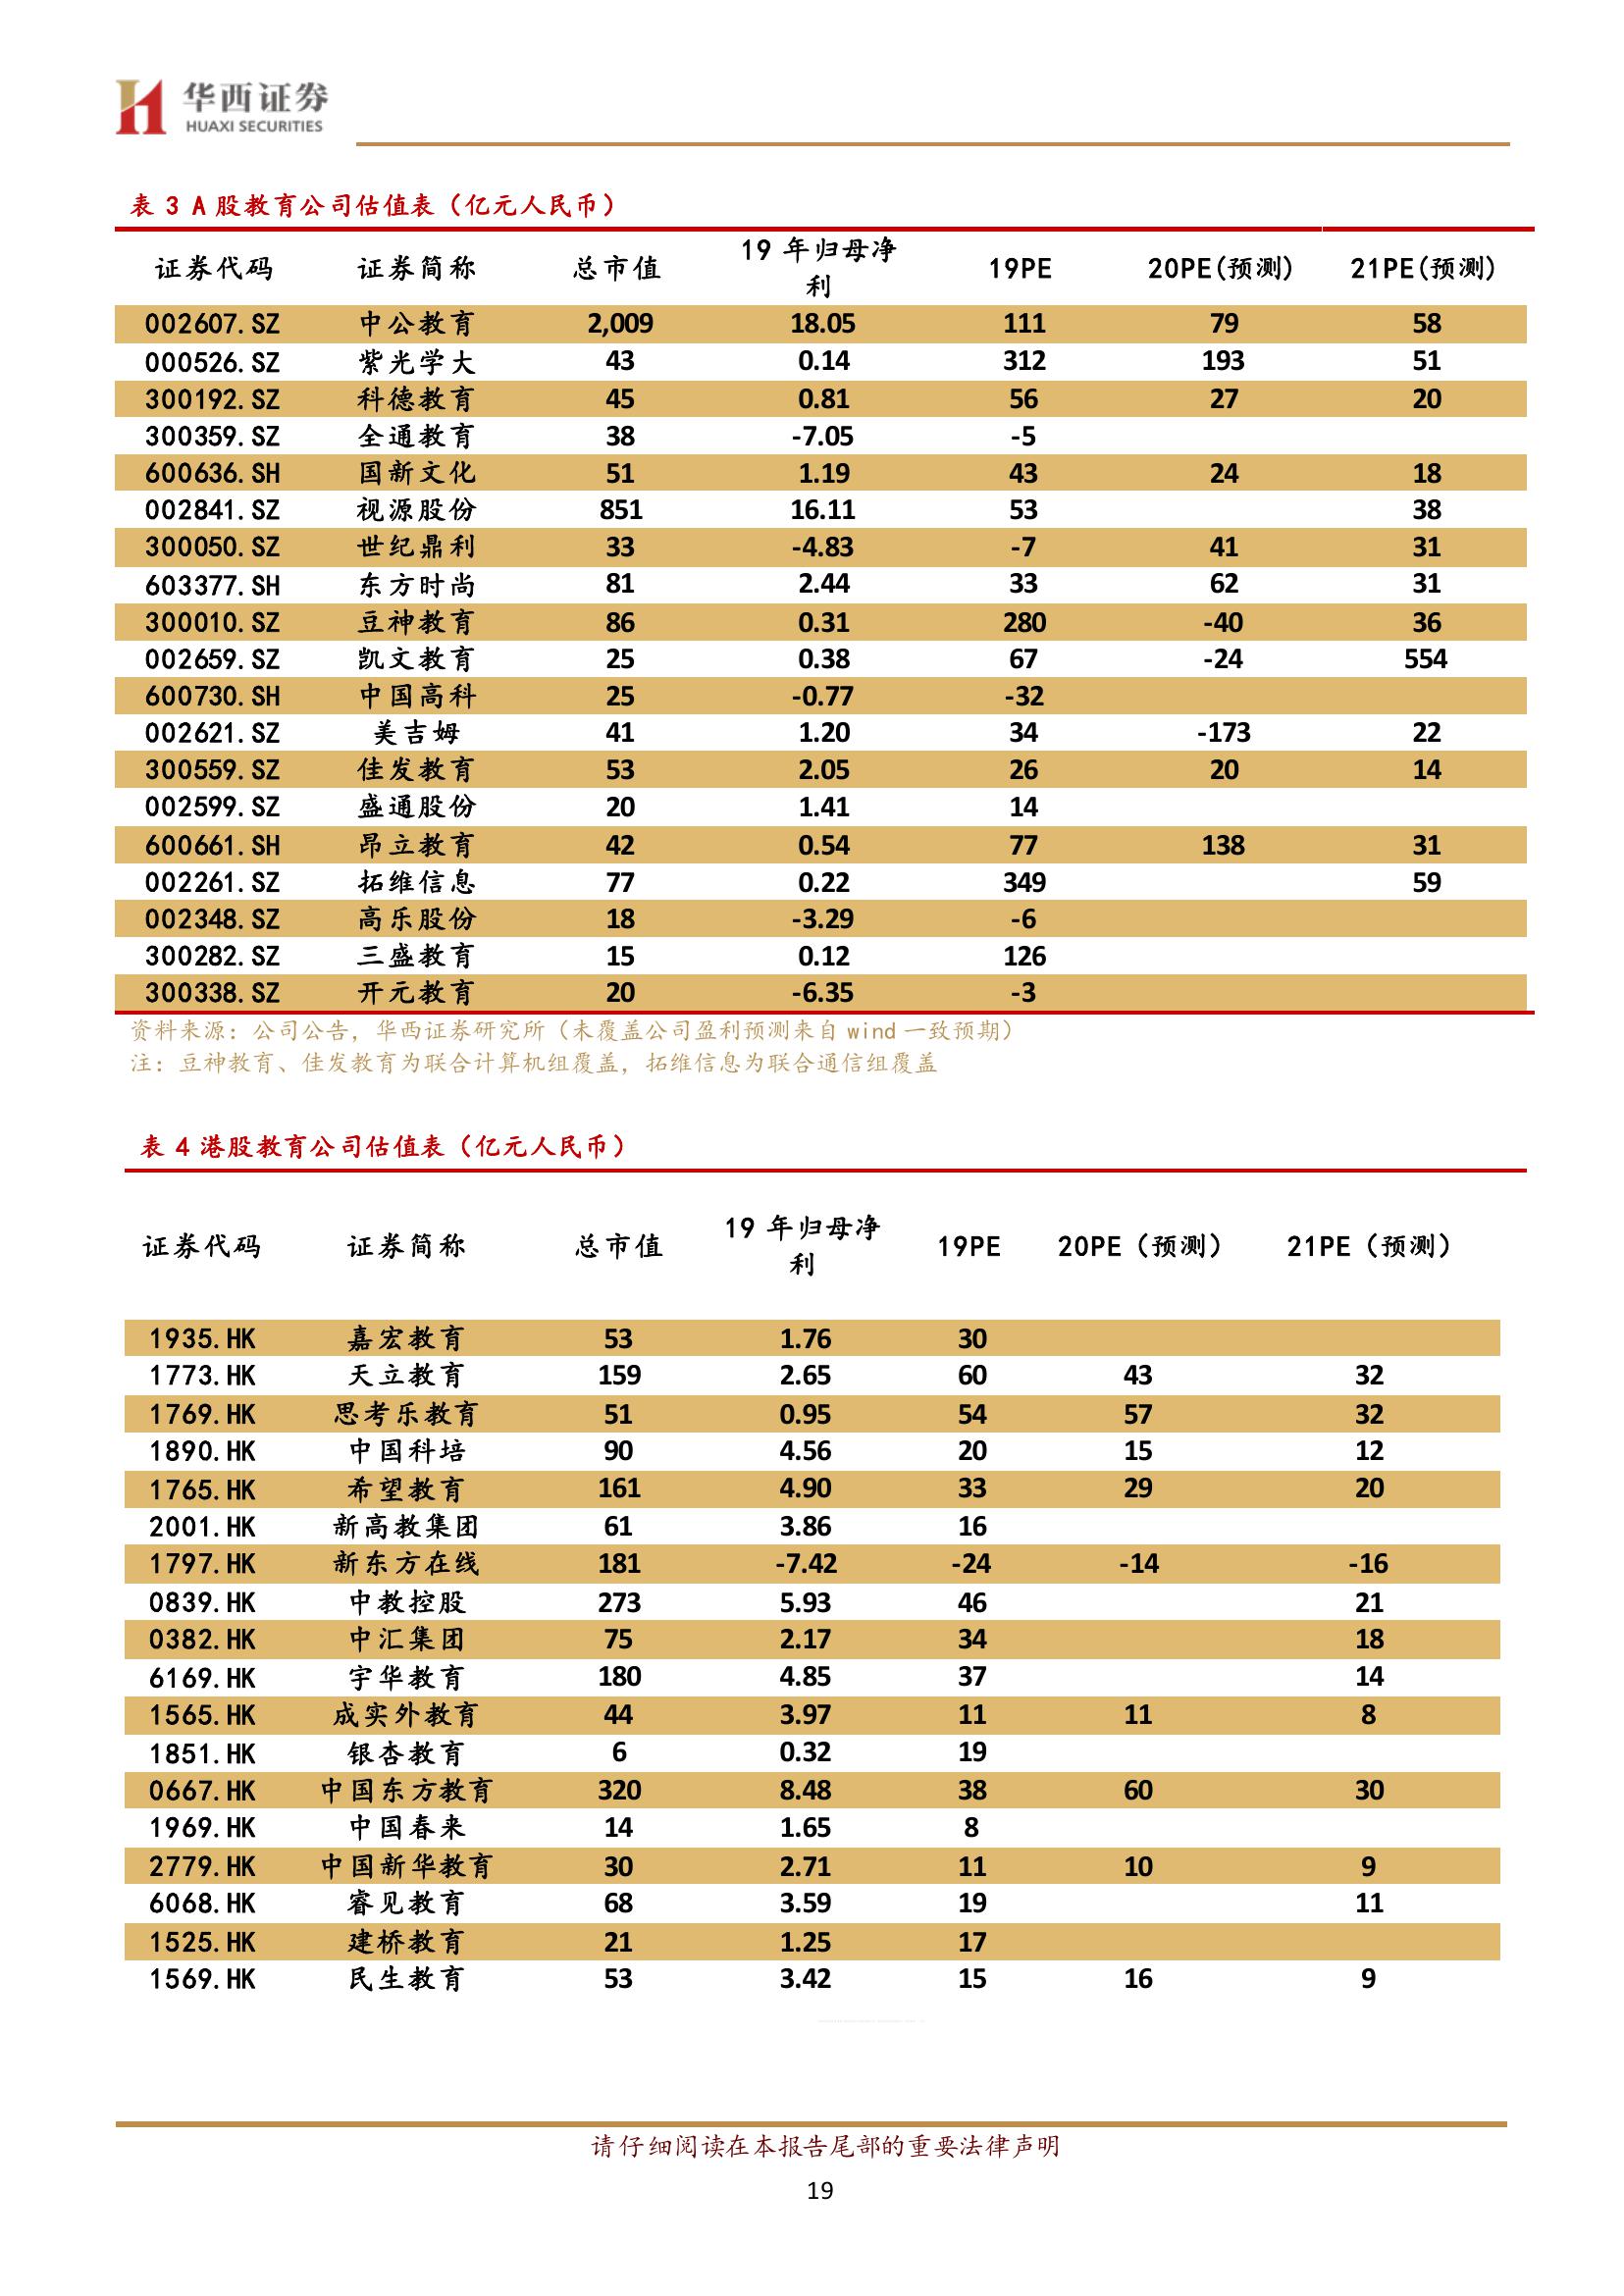 华西证券
HUAXI SECURITIES
表 3 A 股教育公司估值表（亿元人民币）
证券代码 证券简称 总市值 19 年归母净利 19PE 20PE(预测) 21PE(预测)
002607.SZ 中公教育 2,009 18.05 111 79 58
000526.SZ 紫光学大 43 0.14 312 193 51
300192.SZ 科德教育 45 0.81 56 27 20
300359.SZ 全通教育 38 -7.05 -5
600636.SH 国新文化 51 1.19 43 24 18
002841.SZ 视源股份 851 16.11 53 38
300050.SZ 世纪鼎利 33 -4.83 -7 41 31
603377.SH 东方时尚 81 2.44 33 62 31
300010.SZ 豆神教育 86 0.31 280 -40 36
002659.SZ 凯文教育 25 0.38 67 -24 554
600730.SH 中国高科 25 -0.77 -32
002621.SZ 美吉姆 41 1.20 34 -173 22
300559.SZ 佳发教育 53 2.05 26 20 14
002599.SZ 盛通股份 20 1.41 14
600661.SH 昂立教育 42 0.54 77 138 31
002261.SZ 拓维信息 77 0.22 349 59
002348.SZ 高乐股份 18 -3.29 -6
300282.SZ 三盛教育 15 0.12 126
300338.SZ 开元教育 20 -6.35 -3
资料来源：公司公告，华西证券研究所（未覆盖公司盈利预测来自 wind 一致预期）
注：豆神教育、佳发教育为联合计算机组覆盖，拓维信息为联合通信组覆盖
表 4 港股教育公司估值表（亿元人民币）
证券代码 证券简称 总市值 19 年归母净利 19PE 20PE（预测） 21PE（预测）
1935.HK 嘉宏教育 53 1.76 30
1773.HK 天立教育 159 2.65 60 43 32
1769.HK 思考乐教育 51 0.95 54 57 32
1890.HK 中国科培 90 4.56 20 15 12
1765.HK 希望教育 161 4.90 33 29 20
2001.HK 新高教集团 61 3.86 16
1797.HK 新东方在线 181 -7.42 -24 -14 -16
0839.HK 中教控股 273 5.93 46 21
0382.HK 中汇集团 75 2.17 34 18
6169.HK 宇华教育 180 4.85 37 14
1565.HK 成实外教育 44 3.97 11 11 8
1851.HK 银杏教育 6 0.32 19
0667.HK 中国东方教育 320 8.48 38 60 30
1969.HK 中国春来 14 1.65 8
2779.HK 中国新华教育 30 2.71 11 10 9
6068.HK 睿见教育 68 3.59 19 11
1525.HK 建桥教育 21 1.25 17
1569.HK 民生教育 53 3.42 15 16 9
请仔细阅读在本报告尾部的重要法律声明
19